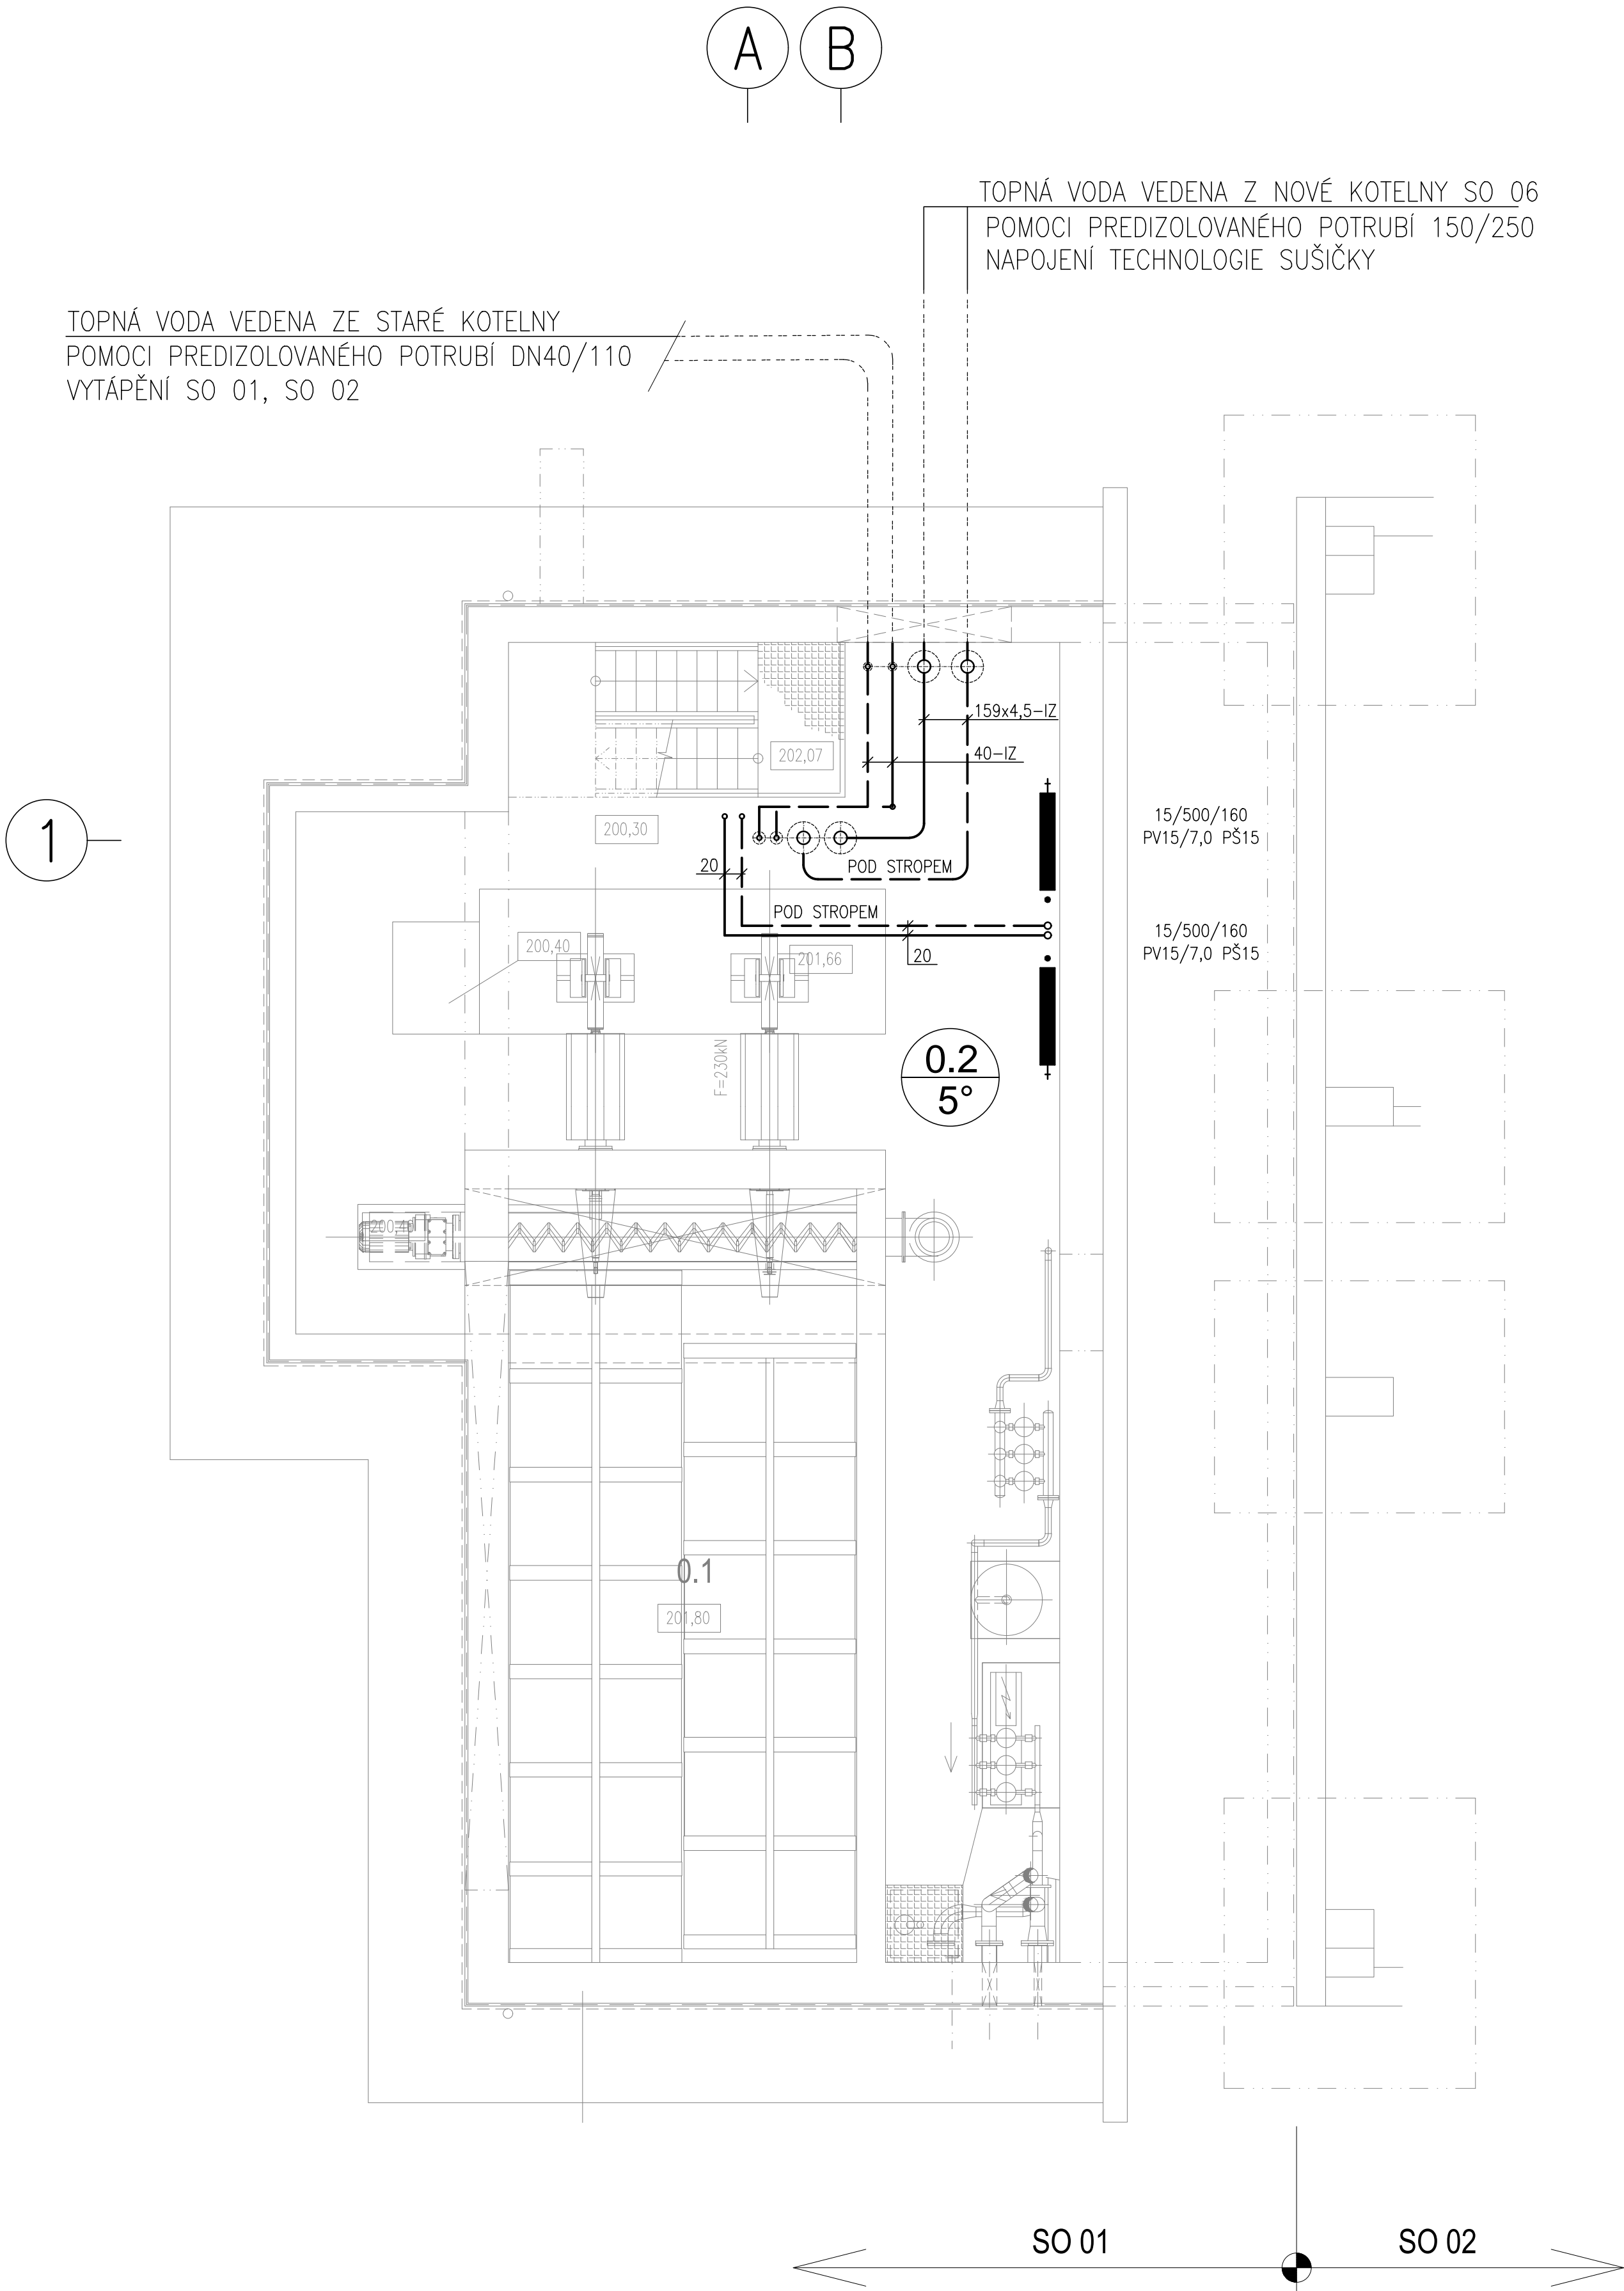 A B
TOPNÁ VODA VEDENA Z NOVÉ KOTELNY SO 06
POMOCI PREDIZOLOVANÉHO POTRUBÍ 150/250
NAPOJENÍ TECHNOLOGIE SUŠIČKY
TOPNÁ VODA VEDENA ZE STARÉ KOTELNY
POMOCI PREDIZOLOVANÉHO POTRUBÍ DN40/110
VYTÁPĚNÍ SO 01, SO 02
159x4,5-IZ
40-IZ
202,07
200,30
1
15/500/160
PV15/7,0 PŠ15
20
POD STROPEM
POD STROPEM
20
200,40
201,66
15/500/160
PV15/7,0 PŠ15
F=230kN
0.2
5°
0.1
201,80
SO 01
SO 02